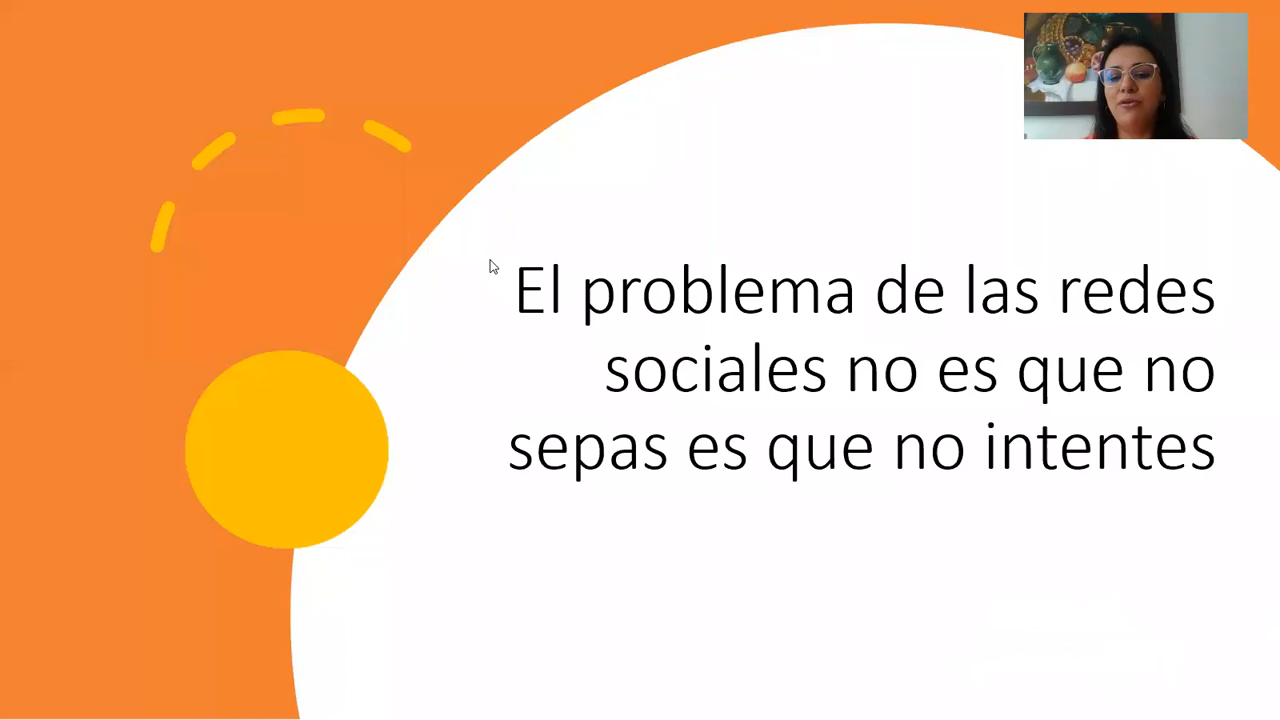 El problema de las redes
sociales no es que no
sepas es que no intentes